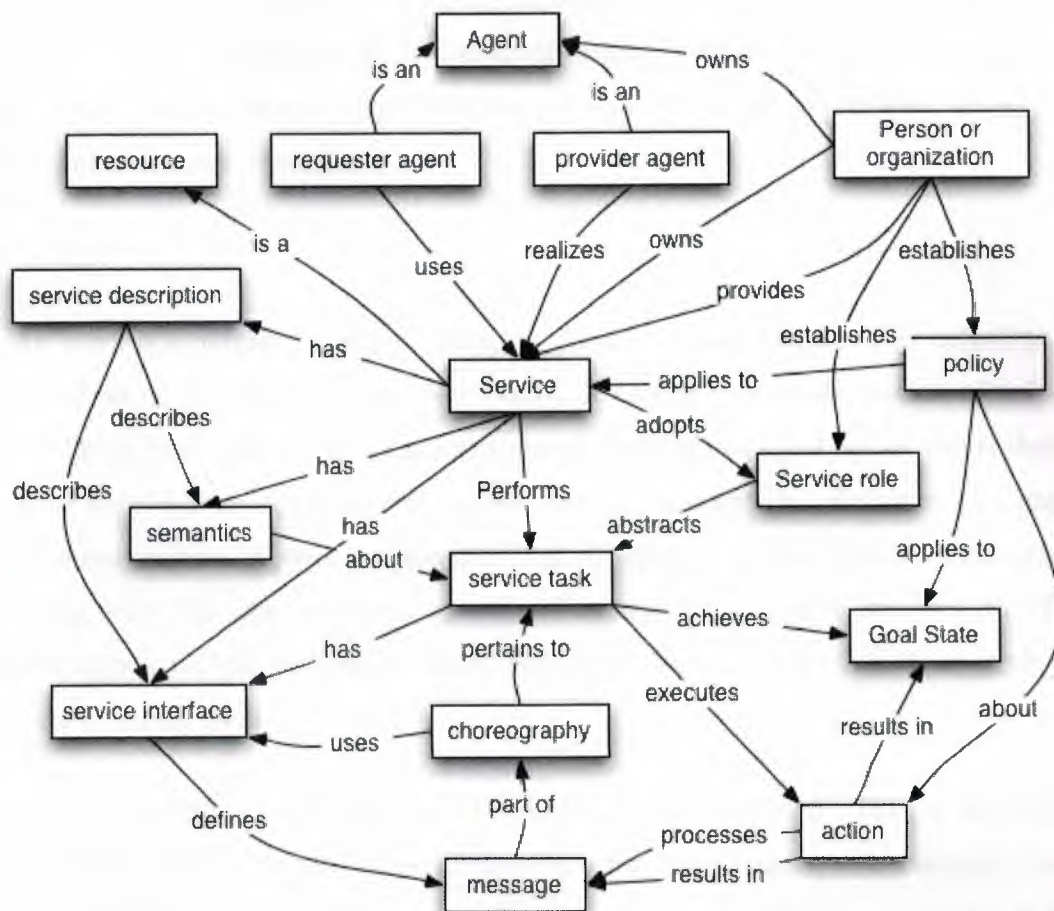 Agent
owns
is an
is an
Person or
organization
resource
requester agent
provider agent
is a
uses
realizes
owns
establishes
service description
provides
establishes
has
Service
applies to
policy
describes
adopts
has
Service role
describes
Performs
semantics
has
abstracts
about
service task
applies to
achieves
Goal State
has
pertains to
executes
service interface
choreography
results in
about
uses
part of
defines
processes
action
message
results in